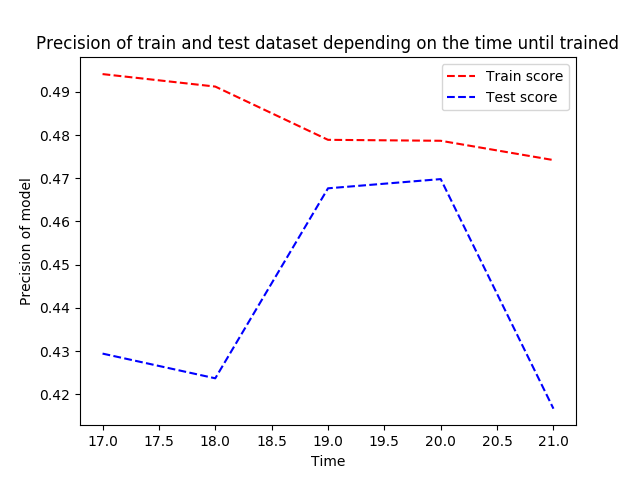 Precision of train and test dataset depending on the time until trained
Train score
Test score
0.49
0.48
0.47
0.46
0.45
0.44
0.43
0.42
Precision of model
17.0 17.5 18.0 18.5 19.0 19.5 20.0 20.5 21.0
Time